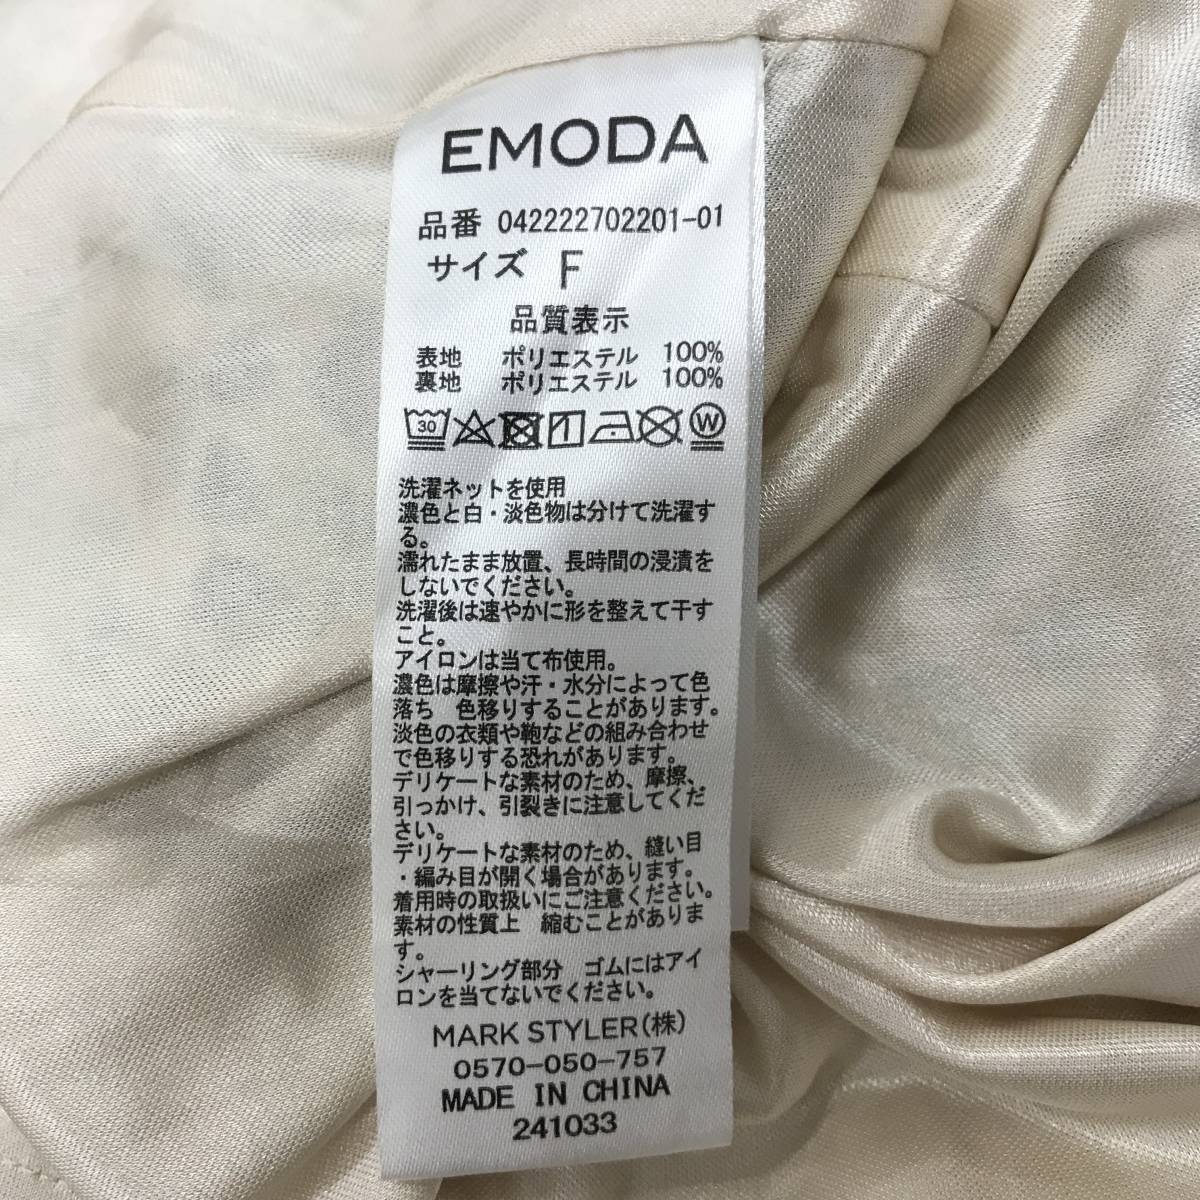 EMODA
品番 042222702201-01
サイズ F
品質表示
表地 ポリエステル 100%
裏地 ポリエステル 100%
30 W
洗濯ネットを使用
濃色と白・淡色物は分けて洗濯す
る。
濡れたまま放置、長時間の浸漬を
しないでください。
洗濯後は速やかに形を整えて干す
こと。
アイロンは当て布使用。
濃色は摩擦や汗・水分によって色
落ち 色移りすることがあります。
淡色の衣類や鞄などの組み合わせ
で色移りする恐れがあります。
デリケートな素材のため、摩擦、
引っかけ、引裂きに注意してくだ
さい。
デリケートな素材のため、縫い目
・編み目が開く場合があります。
着用時の取扱いにご注意ください。
素材の性質上 縮むことがありま
す。
シャーリング部分 ゴムにはアイ
ロンを当てないでください。
MARK STYLER(株)
0570-050-757
MADE IN CHINA
241033